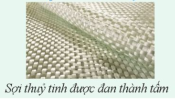 Sợi thuỷ tinh được đan thành tấm